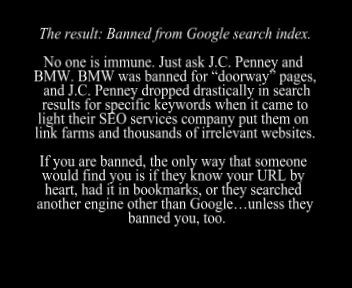 The result: Banned from Google search index.
No one is immune. Just ask J.C. Penney and
BMW. BMW was banned for “doorway” pages,
and J.C. Penney dropped drastically in search
results for specific keywords when it came to
light their SEO services company put them on
link farms and thousands of irrelevant websites.
If you are banned, the only way that someone
would find you is if they know your URL by
heart, had it in bookmarks, or they searched
another engine other than Google…unless they
banned you, too.